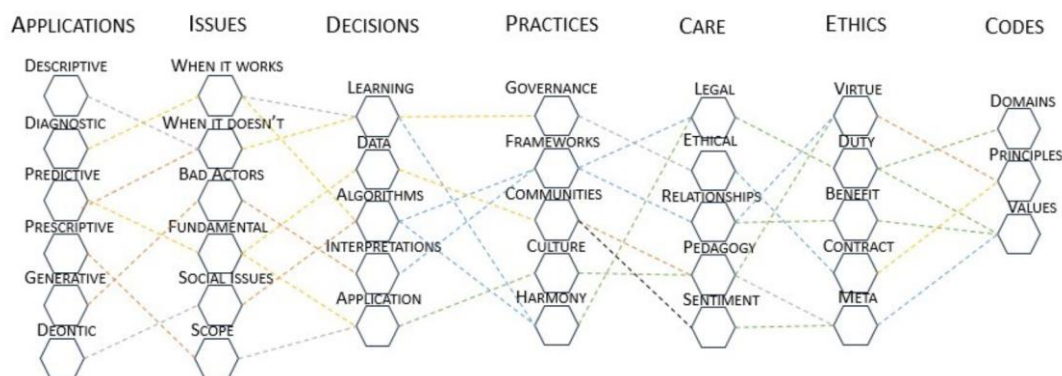 APPLICATIONS
DESCRIPTIVE
DIAGNOSTIC
PREDICTIVE
PRESCRIPTIVE
GENERATIVE
DEONTIC
ISSUES
WHEN IT WORKS
WHEN IT DOESN'T
BAD ACTORS
FUNDAMENTAL
SOCIAL ISSUES
SCOPE
DECISIONS
LEARNING
DATA
ALGORITHMS
INTERPRETATIONS
APPLICATION
PRACTICES
GOVERNANCE
FRAMEWORKS
COMMUNITIES
CULTURE
HARMONY
CARE
LEGAL
ETHICAL
RELATIONSHIPS
PEDAGOGY
SENTIMENT
ETHICS
VIRTUE
DUTY
BENEFIT
CONTRACT
META
CODES
DOMAINS
PRINCIPLES
VALUES